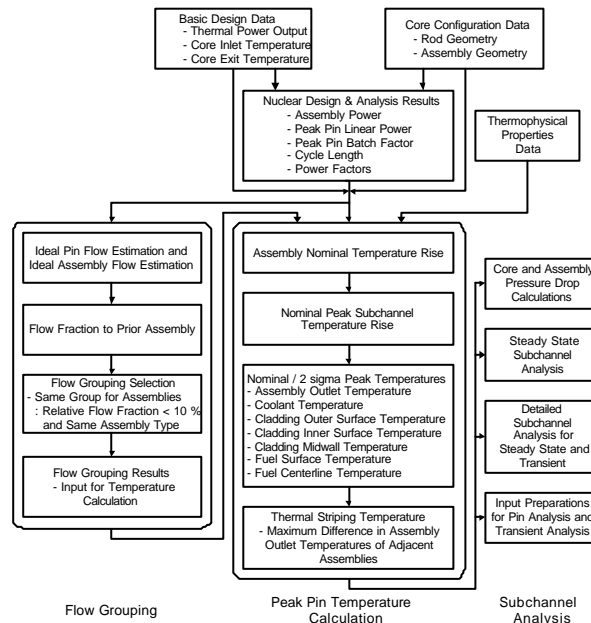 Basic Design Data
- Thermal Power Output
- Core Inlet Temperature
- Core Exit Temperature
Core Configuration Data
- Rod Geometry
- Assembly Geometry
Nuclear Design & Analysis Results
- Assembly Power
- Peak Pin Linear Power
- Peak Pin Batch Factor
- Cycle Length
- Power Factors
Thermophysical
Properties
Data
Ideal Pin Flow Estimation and
Ideal Assembly Flow Estimation
Flow Fraction to Prior Assembly
Flow Grouping Selection
- Same Group for Assemblies
: Relative Flow Fraction < 10 %
and Same Assembly Type
Flow Grouping Results
- Input for Temperature
Calculation
Assembly Nominal Temperature Rise
Nominal Peak Subchannel
Temperature Rise
Nominal / 2 sigma Peak Temperatures
- Assembly Outlet Temperature
- Coolant Temperature
- Cladding Outer Surface Temperature
- Cladding Inner Surface Temperature
- Cladding Midwall Temperature
- Fuel Surface Temperature
- Fuel Centerline Temperature
Thermal Striping Temperature
- Maximum Difference in Assembly
Outlet Temperatures of Adjacent
Assemblies
Core and Assembly
Pressure Drop
Calculations
Steady State
Subchannel
Analysis
Detailed
Subchannel
Analysis for
Steady State and
Transient
Input Preparations
for Pin Analysis and
Transient Analysis
Flow Grouping
Peak Pin Temperature
Calculation
Subchannel
Analysis